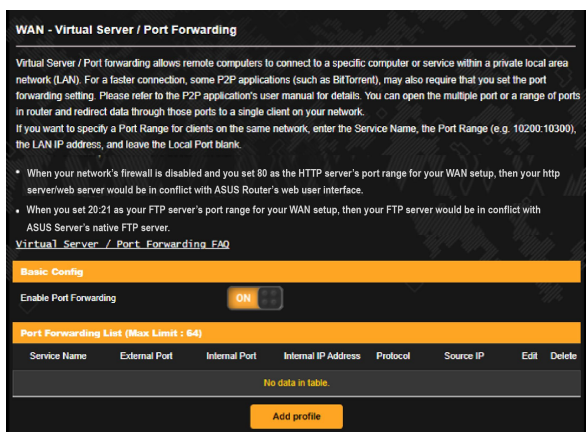 WAN - Virtual Server / Port Forwarding
Virtual Server / Port forwarding allows remote computers to connect to a specific computer or service within a private local area
network (LAN). For a faster connection, some P2P applications (such as BitTorrent), may also require that you set the port
forwarding setting. Please refer to the P2P application's user manual for details. You can open the multiple port or a range of ports
in router and redirect data through those ports to a single client on your network.
If you want to specify a Port Range for clients on the same network, enter the Service Name, the Port Range (e.g. 10200:10300),
the LAN IP address, and leave the Local Port blank.
• When your network's firewall is disabled and you set 80 as the HTTP server's port range for your WAN setup, then your http
server/web server would be in conflict with ASUS Router's web user interface.
• When you set 20:21 as your FTP server's port range for your WAN setup, then your FTP server would be in conflict with
ASUS Server's native FTP server.
Virtual Server / Port Forwarding FAQ
Basic Config
Enable Port Forwarding ON
Port Forwarding List (Max Limit : 64)
Service Name External Port Internal Port Internal IP Address Protocol Source IP Edit Delete
No data in table.
Add profile